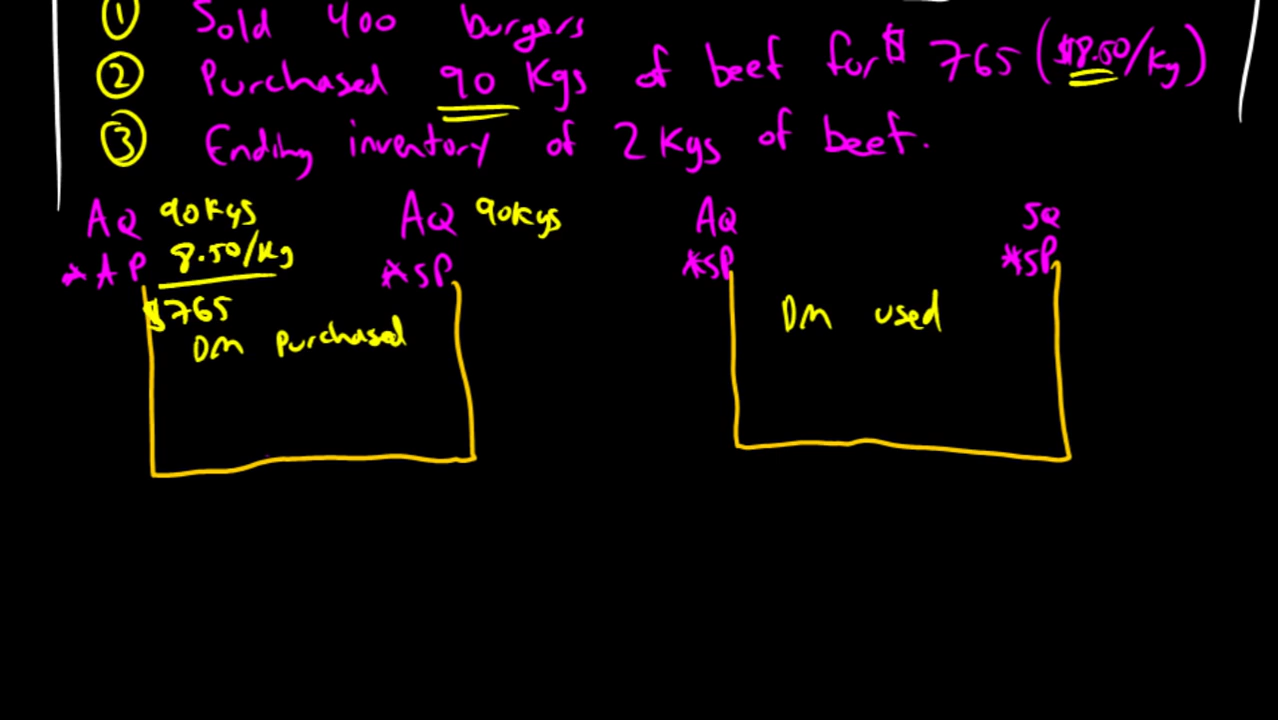 ① Sold 400 burgers
② Purchased 90 Kgs of beef for $ 765 ($8.50/Kg)
③ Ending inventory of 2 Kgs of beef.
AQ 90Kgs AQ 90Kgs AQ SQ
* AP 8.50/Kg *SP *SP *SP
$765
DM Purchased DM used